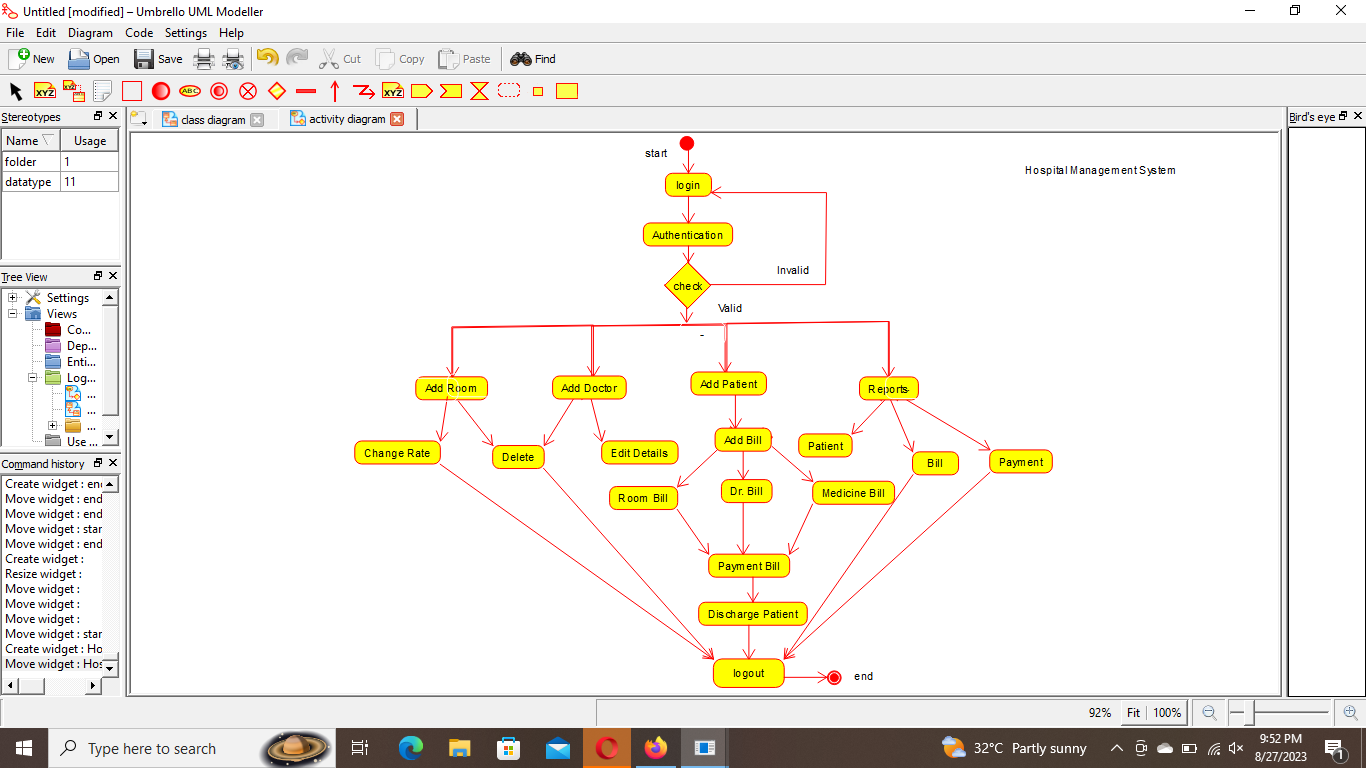 Untitled [modified] – Umbrello UML Modeller
File Edit Diagram Code Settings Help
New Open Save Cut Copy Paste Find
XYZ XYZ ABC XYZ
Stereotypes
Name Usage
folder 1
datatype 11
Tree View
Settings
Views
Co...
Dep...
Enti...
Log...
...
...
...
Use ...
Command history
Create widget : end
Move widget : end
Move widget : end
Move widget : star
Move widget : end
Create widget :
Resize widget :
Move widget :
Move widget :
Move widget :
Move widget : star
Create widget : Ho
Move widget : Hos
class diagram activity diagram
Bird's eye
start
Hospital Management System
login
Authentication
Invalid
check
Valid
-
Add Room Add Doctor Add Patient Reports
Change Rate Delete Edit Details Add Bill Patient Bill Payment
Room Bill Dr. Bill Medicine Bill
Payment Bill
Discharge Patient
logout end
92% Fit 100%
Type here to search
32°C Partly sunny
9:52 PM
8/27/2023
1